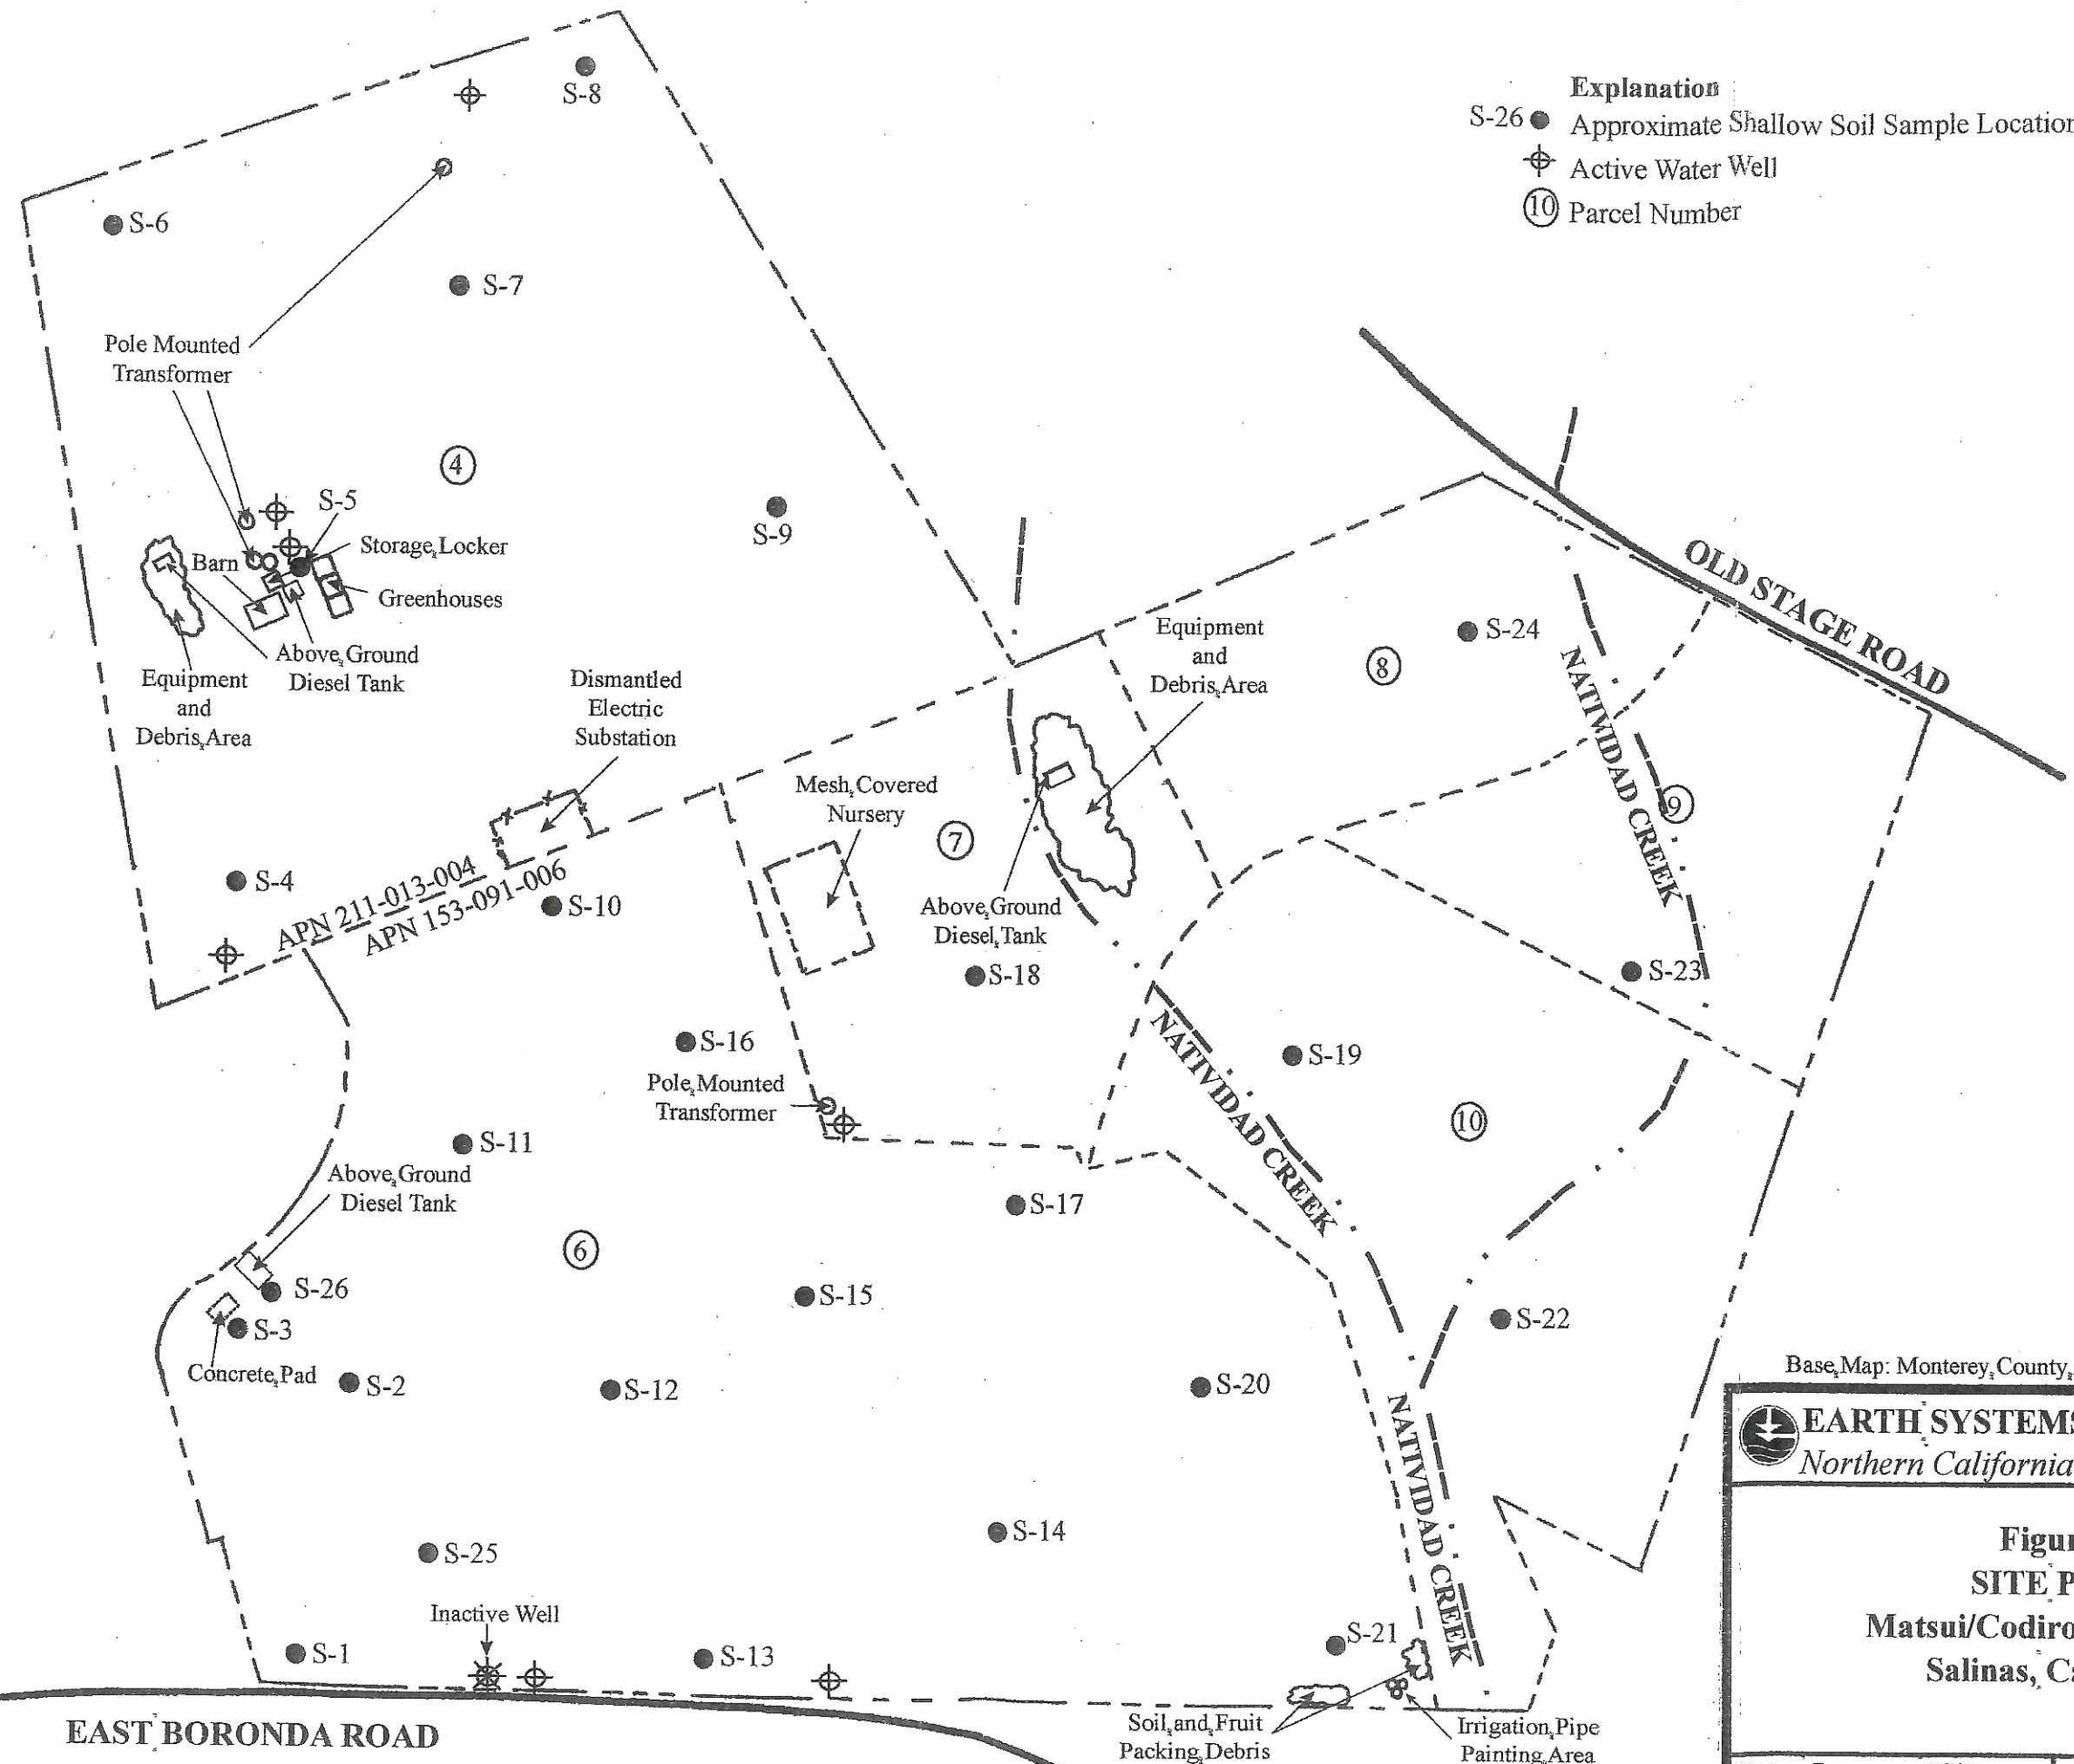 Explanation
S-26 Approximate Shallow Soil Sample Location
Active Water Well
10 Parcel Number
S-8
S-6
S-7
Pole Mounted
Transformer
4
S-5
S-9
Storage Locker
Barn
Greenhouses
Above Ground
Diesel Tank
Equipment
and
Debris Area
Dismantled
Electric
Substation
OLD STAGE ROAD
S-24
Equipment
and
Debris Area
8
NATIVIDAD CREEK
9
Mesh Covered
Nursery
7
S-4
APN 211-013-004
APN 153-091-006
S-10
Above Ground
Diesel Tank
S-18
S-23
S-16
NATIVIDAD CREEK
S-19
Pole Mounted
Transformer
10
S-11
Above Ground
Diesel Tank
S-17
6
S-26
S-15
S-3
S-22
Concrete Pad
S-2
S-12
S-20
Base Map: Monterey County
EARTH SYSTEMS
Northern California
NATIVIDAD CREEK
S-14
S-25
Figu
SITE P
Matsui/Codiro
Salinas, Ca
Inactive Well
S-1
S-13
S-21
EAST BORONDA ROAD
Soil and Fruit
Packing Debris
Irrigation Pipe
Painting Area